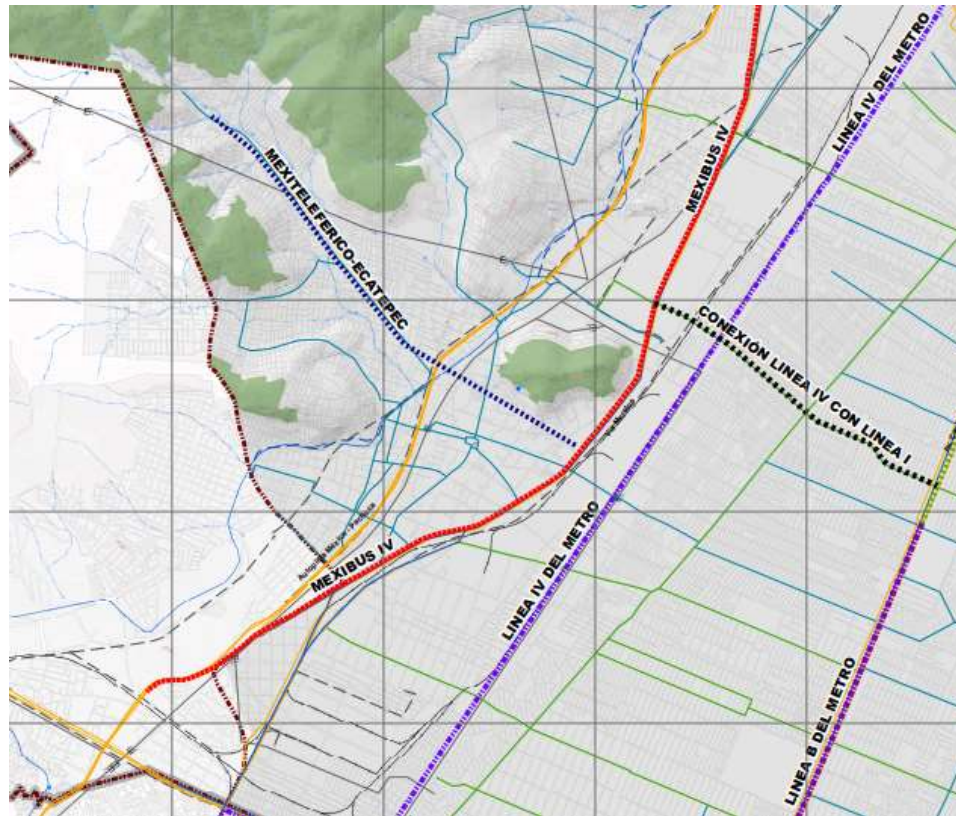 LINEA IV DEL METRO
MEXIBUS IV
MEXITELEFERICO-ECATEPEC
CONEXIÓN LINEA IV CON LINEA I
LINEA IV DEL METRO
MEXIBUS IV
LINEA B DEL METRO